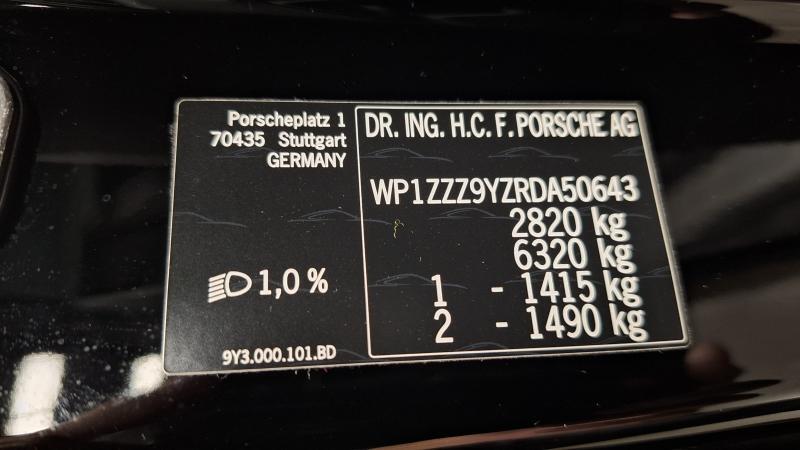 Porscheplatz 1
70435 Stuttgart
GERMANY
1,0 %
9Y3.000.101.BD
DR. ING. H.C. F. PORSCHE AG
WP1ZZZ9YZRDA50643
2820 kg
6320 kg
1 - 1415 kg
2 - 1490 kg